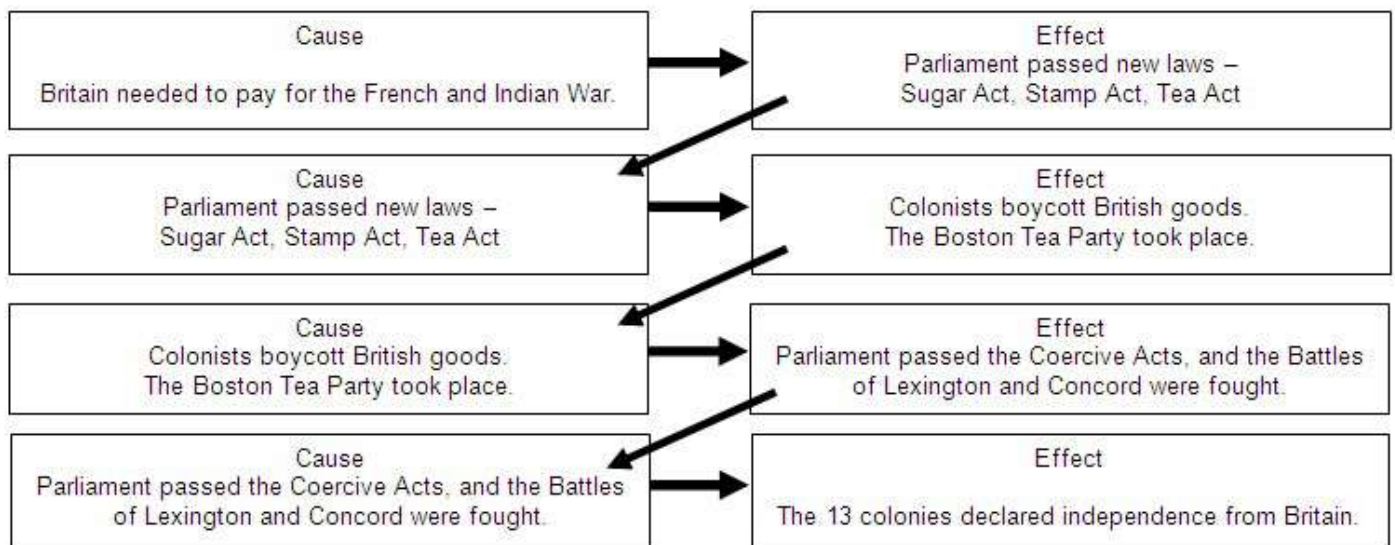 Cause
Britain needed to pay for the French and Indian War.
Effect
Parliament passed new laws –
Sugar Act, Stamp Act, Tea Act
Cause
Parliament passed new laws –
Sugar Act, Stamp Act, Tea Act
Effect
Colonists boycott British goods.
The Boston Tea Party took place.
Cause
Colonists boycott British goods.
The Boston Tea Party took place.
Effect
Parliament passed the Coercive Acts, and the Battles
of Lexington and Concord were fought.
Cause
Parliament passed the Coercive Acts, and the Battles
of Lexington and Concord were fought.
Effect
The 13 colonies declared independence from Britain.